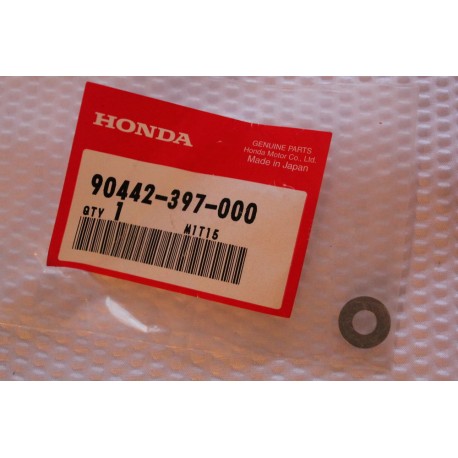 HONDA
GENUINE PARTS
Honda Motor Co., Ltd.
Made in Japan
90442-397-000
QTY 1
M1T15